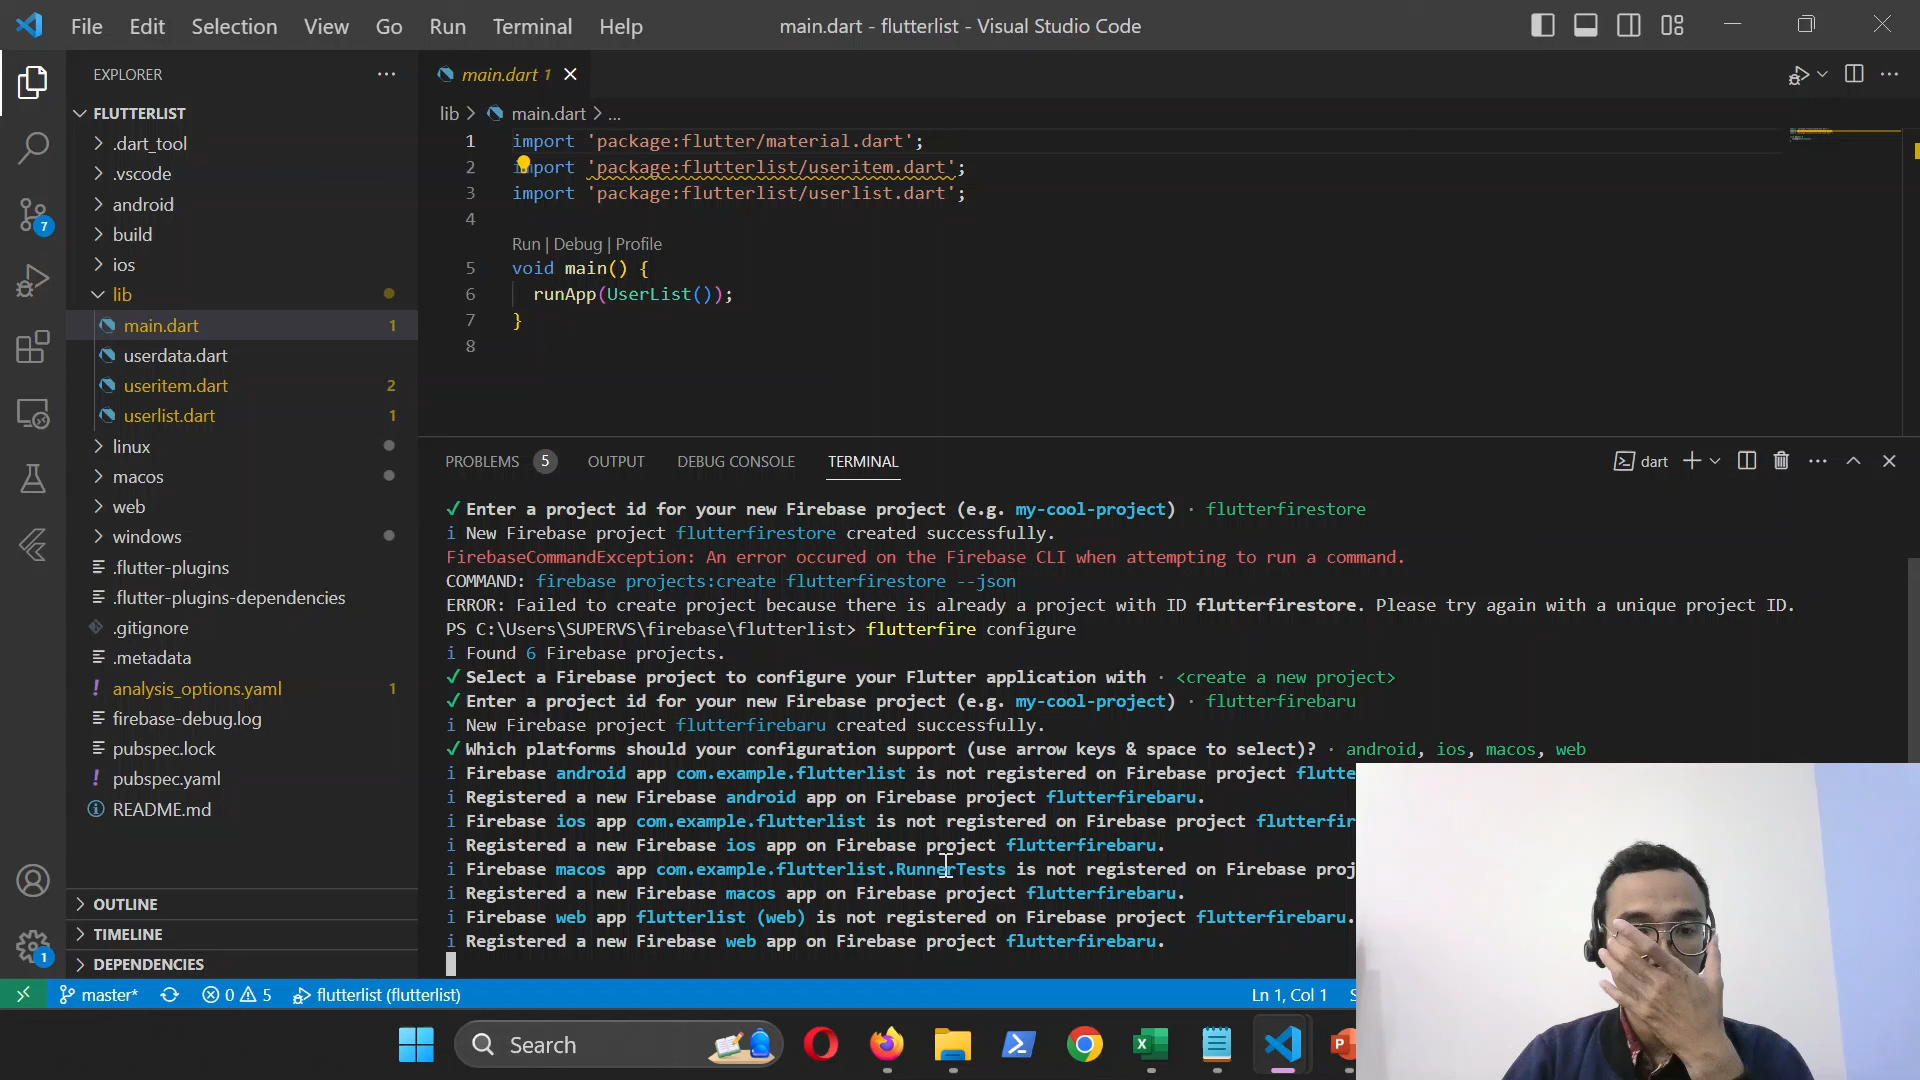 File Edit Selection View Go Run Terminal Help
main.dart - flutterlist - Visual Studio Code
EXPLORER
FLUTTERLIST
.dart_tool
.vscode
android
build
ios
lib
main.dart 1
userdata.dart
useritem.dart 2
userlist.dart 1
linux
macos
web
windows
.flutter-plugins
.flutter-plugins-dependencies
.gitignore
.metadata
! analysis_options.yaml 1
firebase-debug.log
pubspec.lock
! pubspec.yaml
README.md
OUTLINE
TIMELINE
DEPENDENCIES
7
1
main.dart 1
lib > main.dart > ...
1 import 'package:flutter/material.dart';
2 import 'package:flutterlist/useritem.dart';
3 import 'package:flutterlist/userlist.dart';
4
Run | Debug | Profile
5 void main() {
6 runApp(UserList());
7 }
8
PROBLEMS 5 OUTPUT DEBUG CONSOLE TERMINAL
dart
✓ Enter a project id for your new Firebase project (e.g. my-cool-project) · flutterfirestore
i New Firebase project flutterfirestore created successfully.
FirebaseCommandException: An error occured on the Firebase CLI when attempting to run a command.
COMMAND: firebase projects:create flutterfirestore --json
ERROR: Failed to create project because there is already a project with ID flutterfirestore. Please try again with a unique project ID.
PS C:\Users\SUPERVS\firebase\flutterlist> flutterfire configure
i Found 6 Firebase projects.
✓ Select a Firebase project to configure your Flutter application with · <create a new project>
✓ Enter a project id for your new Firebase project (e.g. my-cool-project) · flutterfirebaru
i New Firebase project flutterfirebaru created successfully.
✓ Which platforms should your configuration support (use arrow keys & space to select)? · android, ios, macos, web
i Firebase android app com.example.flutterlist is not registered on Firebase project flutte
i Registered a new Firebase android app on Firebase project flutterfirebaru.
i Firebase ios app com.example.flutterlist is not registered on Firebase project flutterfir
i Registered a new Firebase ios app on Firebase project flutterfirebaru.
i Firebase macos app com.example.flutterlist.RunnerTests is not registered on Firebase proj
i Registered a new Firebase macos app on Firebase project flutterfirebaru.
i Firebase web app flutterlist (web) is not registered on Firebase project flutterfirebaru.
i Registered a new Firebase web app on Firebase project flutterfirebaru.
master* 0 5 flutterlist (flutterlist) Ln 1, Col 1 S
Search